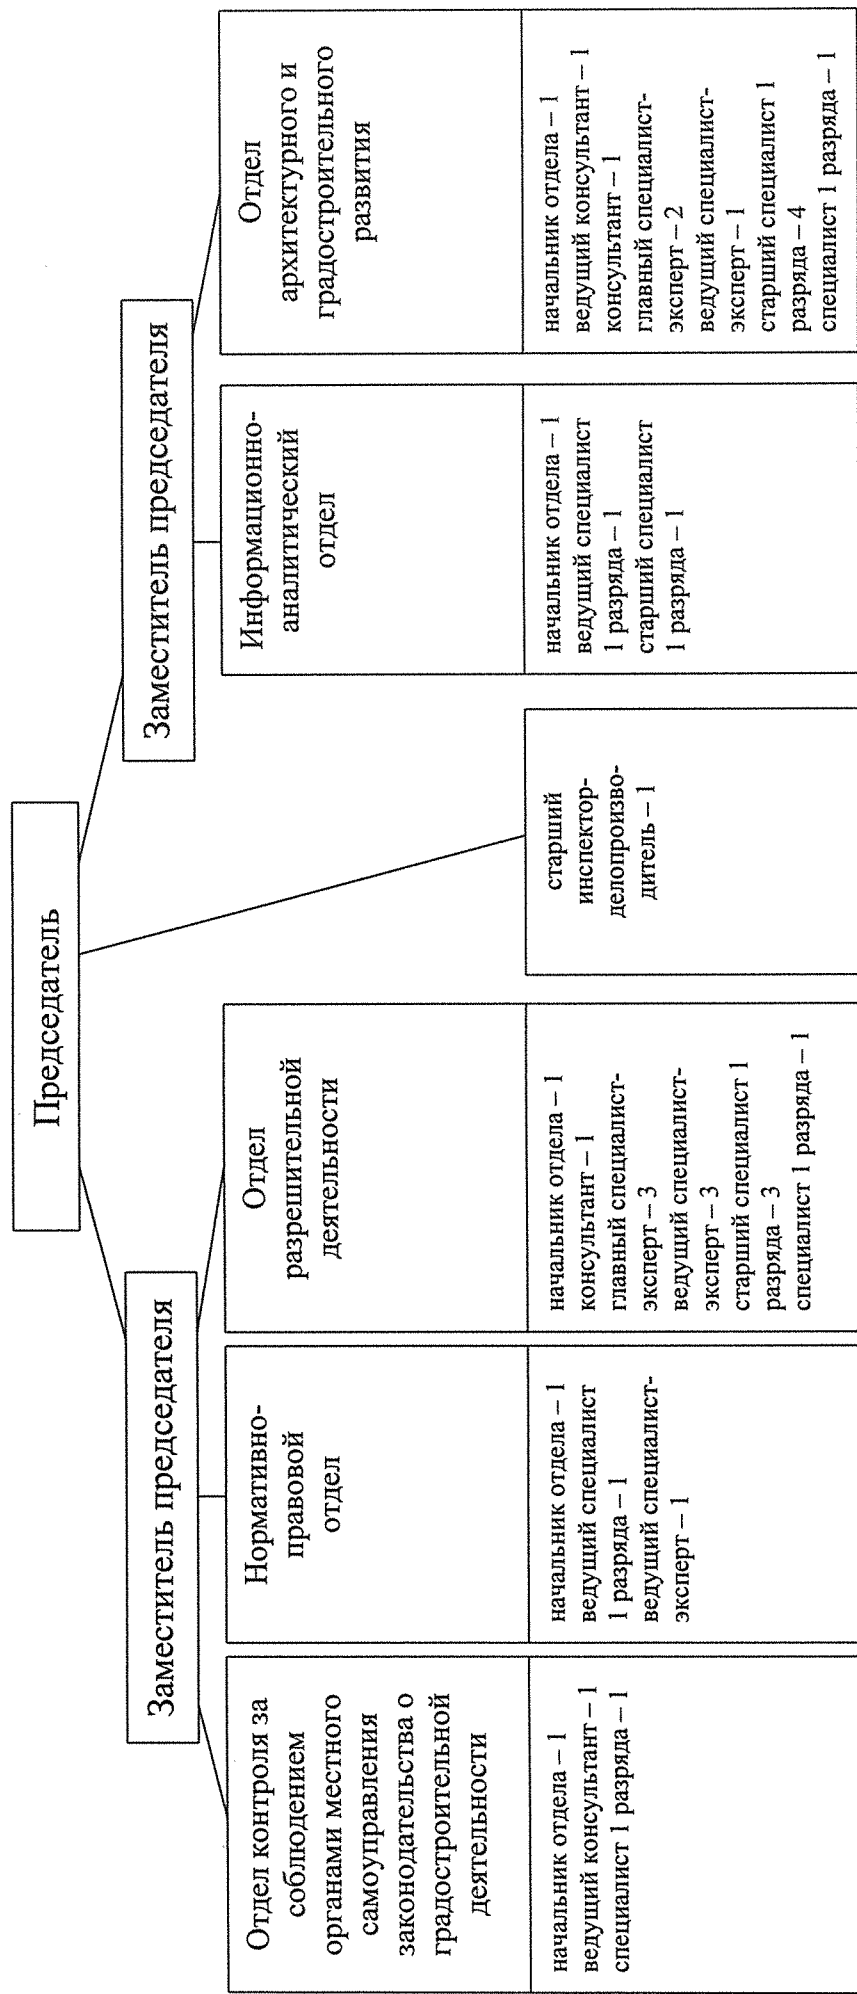 Председатель
Заместитель председателя
Заместитель председателя
Отдел контроля за
соблюдением
органами местного
самоуправления
законодательства о
градостроительной
деятельности
начальник отдела – 1
ведущий консультант – 1
специалист 1 разряда – 1
Нормативно-
правовой
отдел
начальник отдела – 1
ведущий специалист
1 разряда – 1
ведущий специалист-
эксперт – 1
Отдел
разрешительной
деятельности
начальник отдела – 1
консультант – 1
главный специалист-
эксперт – 3
ведущий специалист-
эксперт – 3
старший специалист 1
разряда – 3
специалист 1 разряда – 1
старший
инспектор-
делопроизво-
дитель – 1
Информационно-
аналитический
отдел
начальник отдела – 1
ведущий специалист
1 разряда – 1
старший специалист
1 разряда – 1
Отдел
архитектурного и
градостроительного
развития
начальник отдела – 1
ведущий консультант – 1
консультант – 1
главный специалист-
эксперт – 2
ведущий специалист-
эксперт – 1
старший специалист 1
разряда – 4
специалист 1 разряда – 1